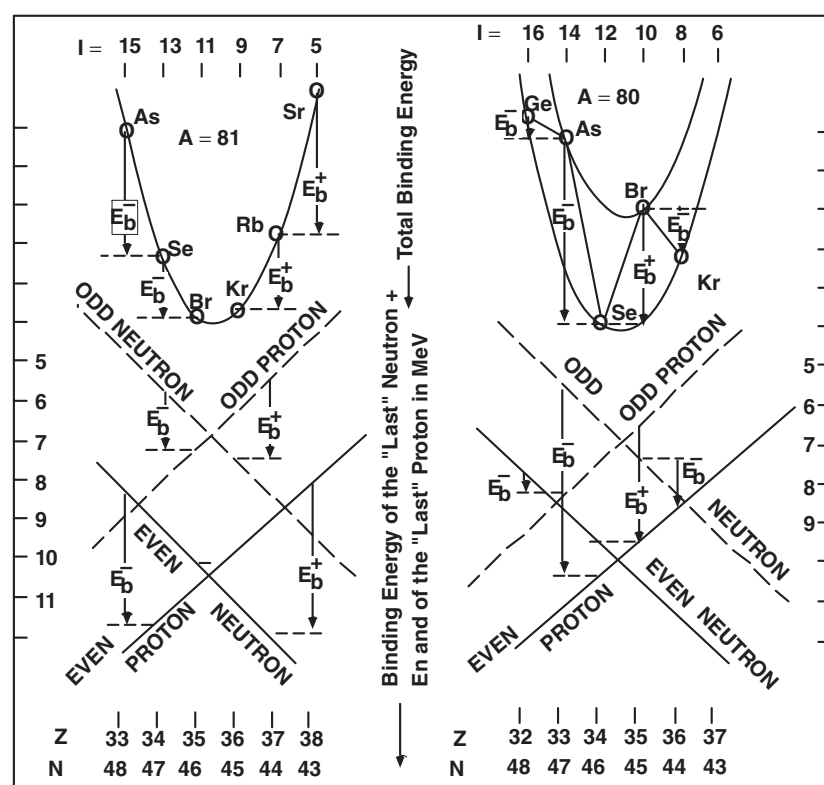 I = 15 13 11 9 7 5
As
Sr
A = 81
E_b^-
E_b^+
Se
Rb
E_b^-
Br
Kr
E_b^+
ODD NEUTRON
ODD PROTON
5
6
7
8
9
10
11
E_b^-
E_b^+
E_b^-
EVEN
E_b^+
EVEN
PROTON
NEUTRON
Z 33 34 35 36 37 38
N 48 47 46 45 44 43
Total Binding Energy
Binding Energy of the "Last" Neutron +
En and of the "Last" Proton in MeV
I = 16 14 12 10 8 6
Ge
A = 80
E_b^-
As
E_b^-
Br
E_b^-
E_b^+
Kr
Se
ODD
ODD PROTON
5
6
7
8
9
E_b^-
E_b^-
E_b^+
E_b
NEUTRON
EVEN
PROTON
EVEN NEUTRON
Z 32 33 34 35 36 37
N 48 47 46 45 44 43